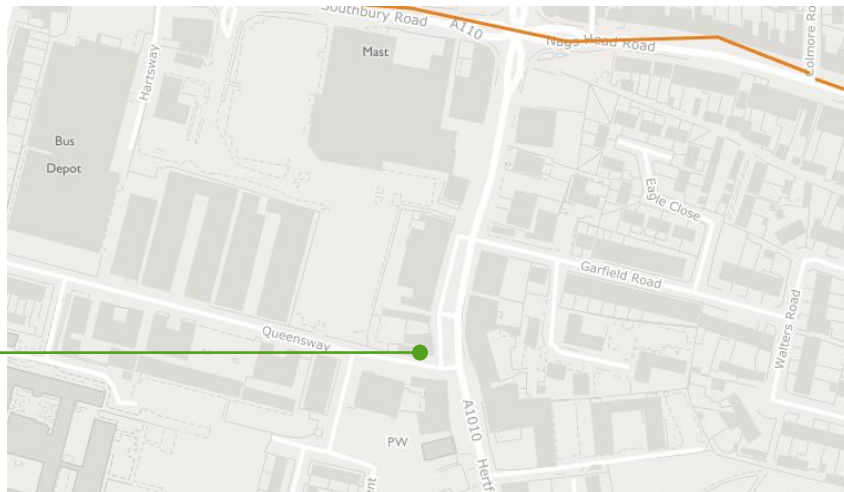 Southbury Road
A110
Nags Head Road
Colmore Ro
Hartsway
Mast
Bus
Depot
Eagle Close
Garfield Road
Walters Road
Queensway
A1010
Hertf
PW
ent